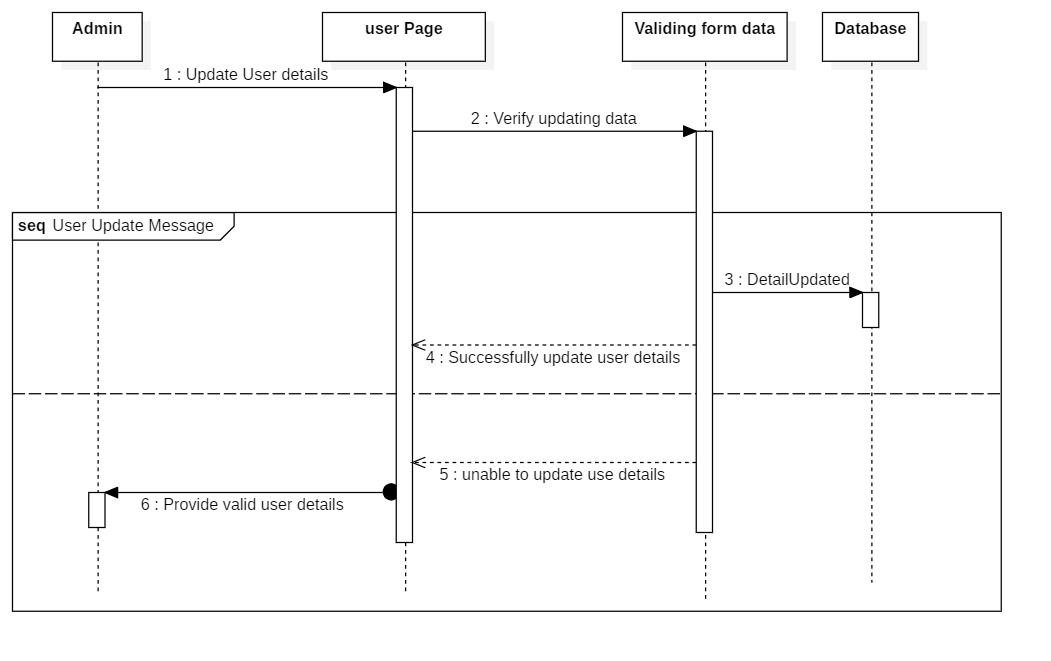 Admin
user Page
Validing form data
Database
1 : Update User details
2 : Verify updating data
seq User Update Message
3 : DetailUpdated
4 : Successfully update user details
5 : unable to update use details
6 : Provide valid user details